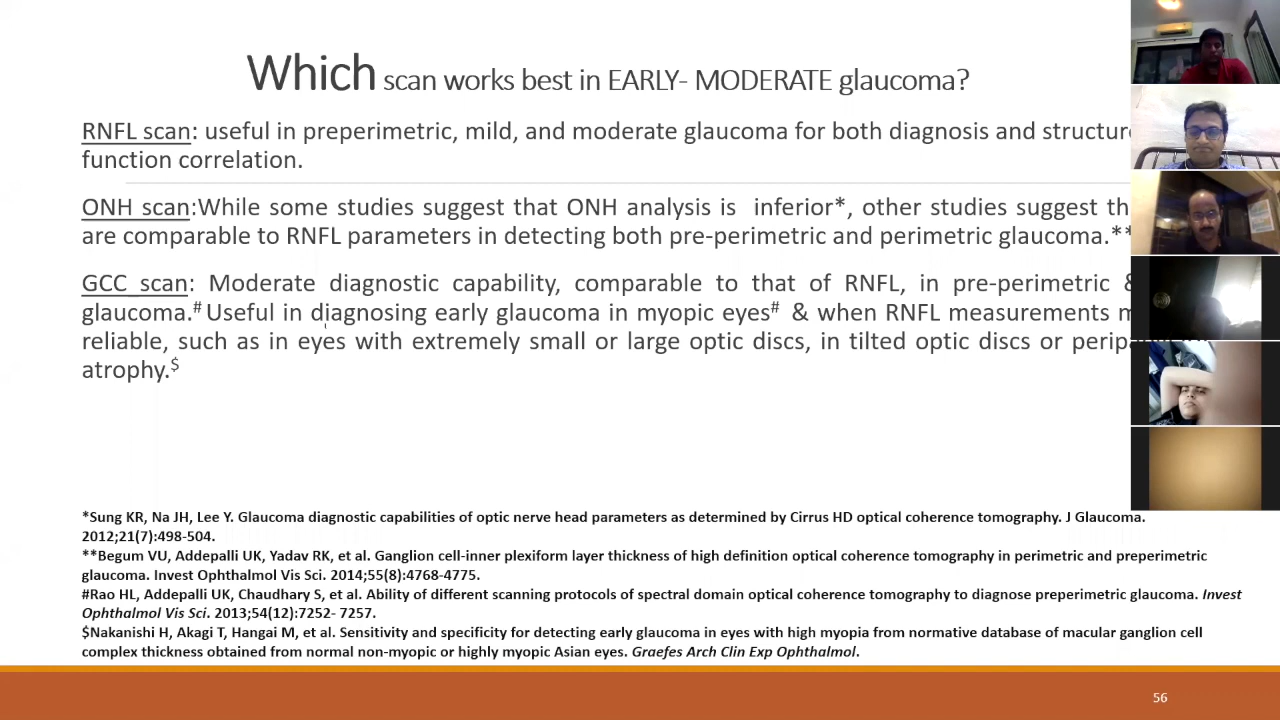 Which scan works best in EARLY- MODERATE glaucoma?
RNFL scan: useful in preperimetric, mild, and moderate glaucoma for both diagnosis and
function correlation.
ONH scan:While some studies suggest that ONH analysis is inferior*, other studies suggest
are comparable to RNFL parameters in detecting both pre-perimetric and perimetric glaucoma.**
GCC scan: Moderate diagnostic capability, comparable to that of RNFL, in pre-perimetric
glaucoma.# Useful in diagnosing early glaucoma in myopic eyes# & when RNFL measurements
reliable, such as in eyes with extremely small or large optic discs, in tilted optic discs or
atrophy.$
*Sung KR, Na JH, Lee Y. Glaucoma diagnostic capabilities of optic nerve head parameters as determined by Cirrus HD optical coherence tomography. J Glaucoma.
2012;21(7):498-504.
**Begum VU, Addepalli UK, Yadav RK, et al. Ganglion cell-inner plexiform layer thickness of high definition optical coherence tomography in perimetric and preperimetric
glaucoma. Invest Ophthalmol Vis Sci. 2014;55(8):4768-4775.
#Rao HL, Addepalli UK, Chaudhary S, et al. Ability of different scanning protocols of spectral domain optical coherence tomography to diagnose preperimetric glaucoma. Invest
Ophthalmol Vis Sci. 2013;54(12):7252- 7257.
$Nakanishi H, Akagi T, Hangai M, et al. Sensitivity and specificity for detecting early glaucoma in eyes with high myopia from normative database of macular ganglion cell
complex thickness obtained from normal non-myopic or highly myopic Asian eyes. Graefes Arch Clin Exp Ophthalmol.
56